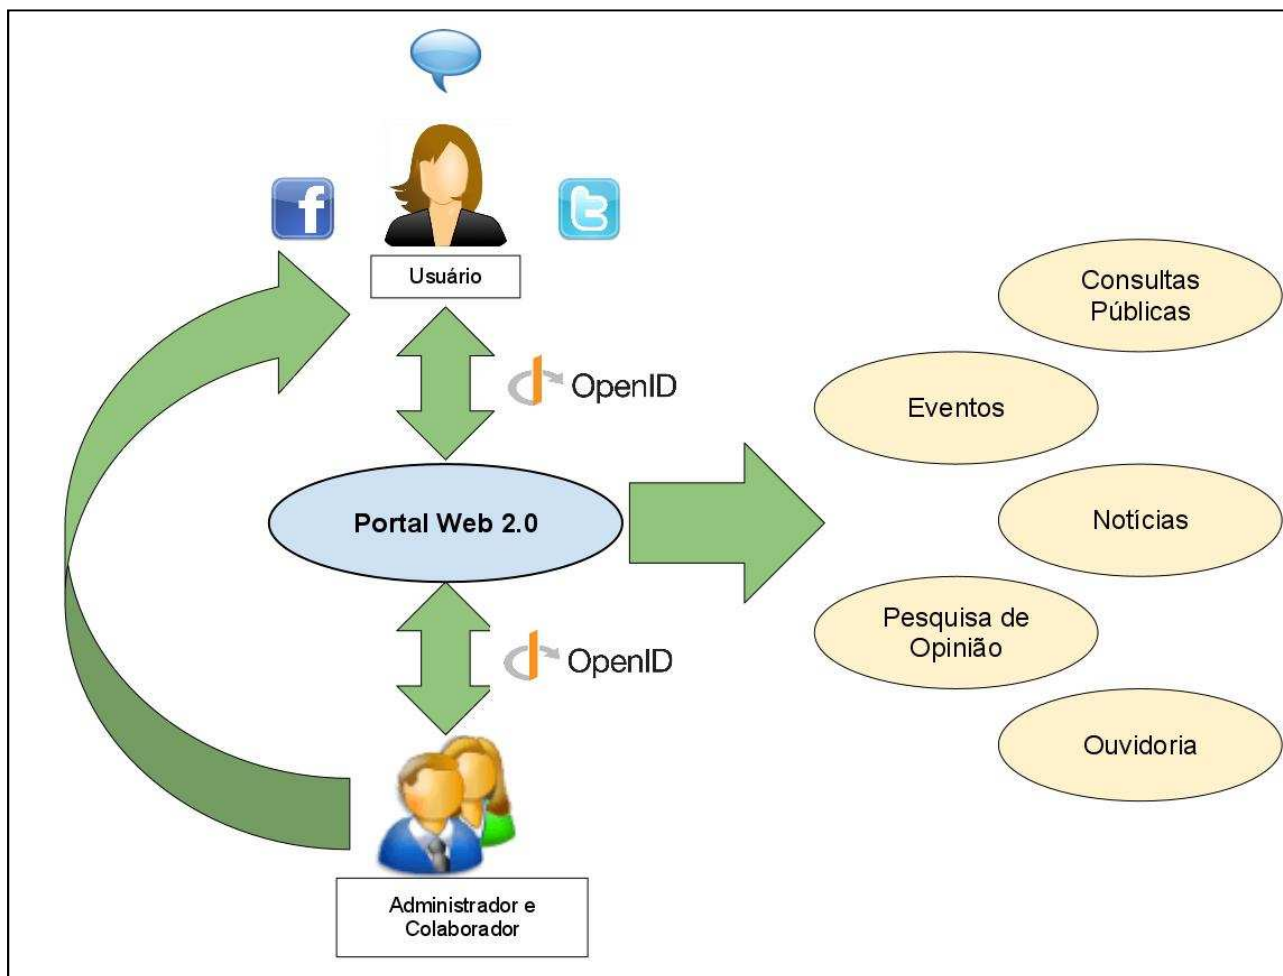 f
t
Usuário
OpenID
Consultas
Públicas
Eventos
Portal Web 2.0
Notícias
Pesquisa de
Opinião
OpenID
Ouvidoria
Administrador e
Colaborador